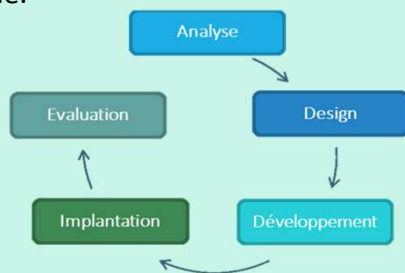 Analyse
Evaluation
Design
Implantation
Développement